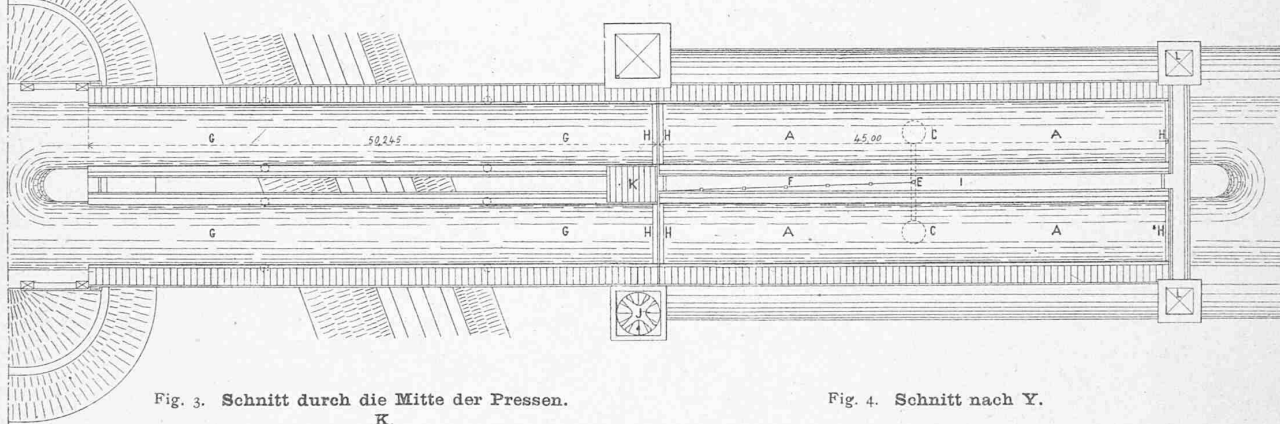 L
G 50,245 G H H A 45,00 C A H
K F E I
G G H H A C A H
J L
Fig. 3. Schnitt durch die Mitte der Pressen. Fig. 4. Schnitt nach Y.
K